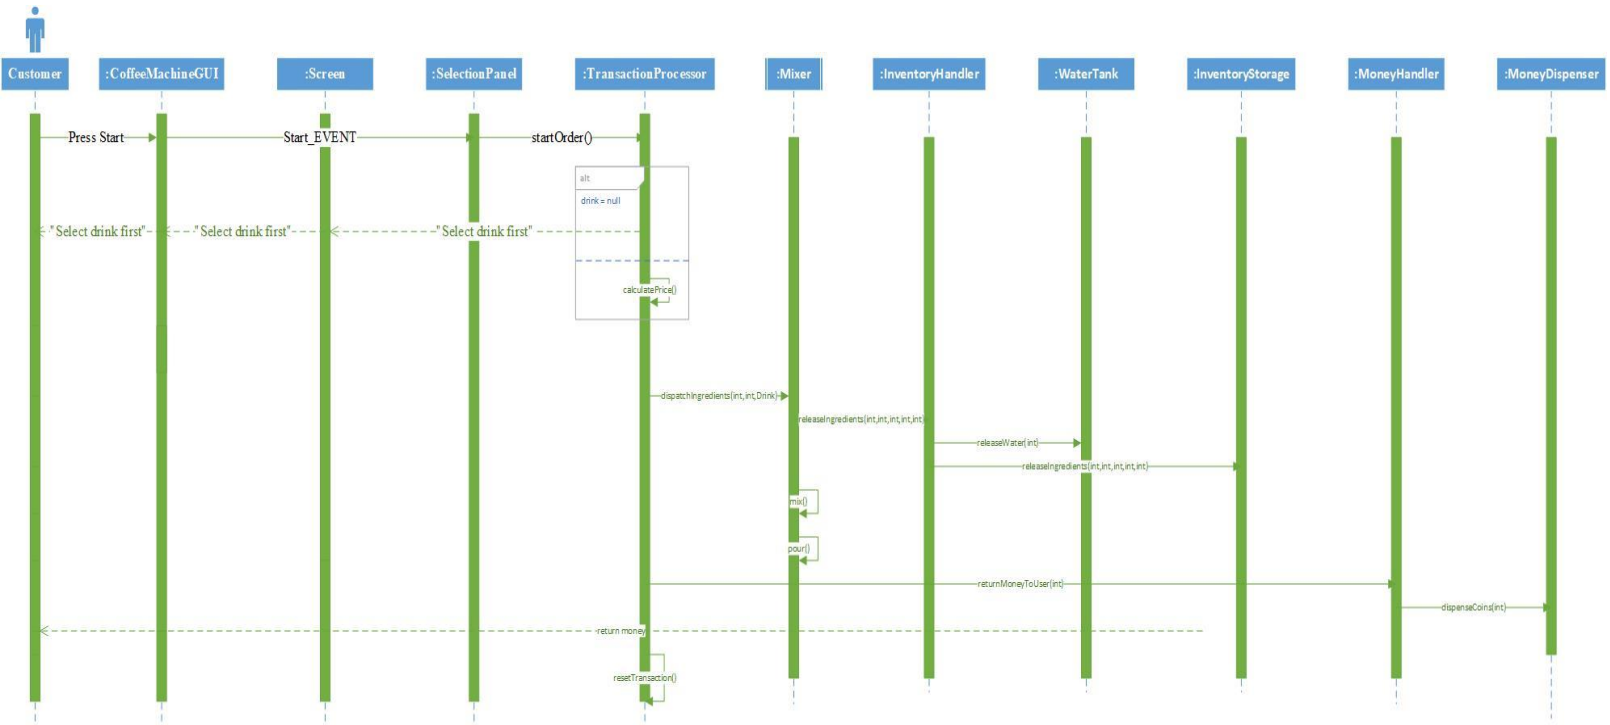 Customer
:CoffeeMachineGUI
:Screen
:SelectionPanel
:TransactionProcessor
:Mixer
:InventoryHandler
:WaterTank
:InventoryStorage
:MoneyHandler
:MoneyDispenser
Press Start
Start_EVENT
startOrder()
alt
drink = null
"Select drink first"
"Select drink first"
"Select drink first"
calculatePrice()
dispatchIngredients(int,int,Drink)
releaseIngredients(int,int,int,int,int)
releaseWater(int)
releaseIngredients(int,int,int,int,int)
mix()
pour()
returnMoneyToUser(int)
dispenseCoins(int)
return money
resetTransaction()